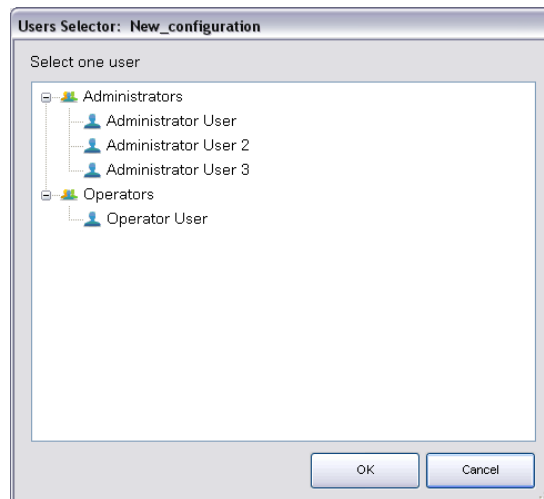 Users Selector: New_configuration
Select one user
Administrators
Administrator User
Administrator User 2
Administrator User 3
Operators
Operator User
OK Cancel